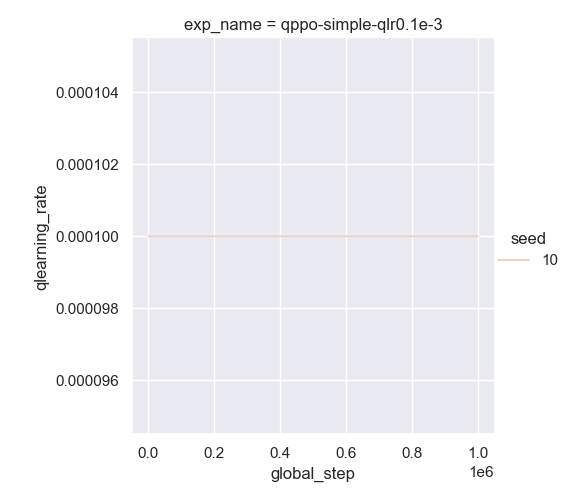 exp_name = qppo-simple-qlr0.1e-3
0.000104
0.000102
0.000100
0.000098
0.000096
qlearning_rate
seed
10
0.0 0.2 0.4 0.6 0.8 1.0
1e6
global_step